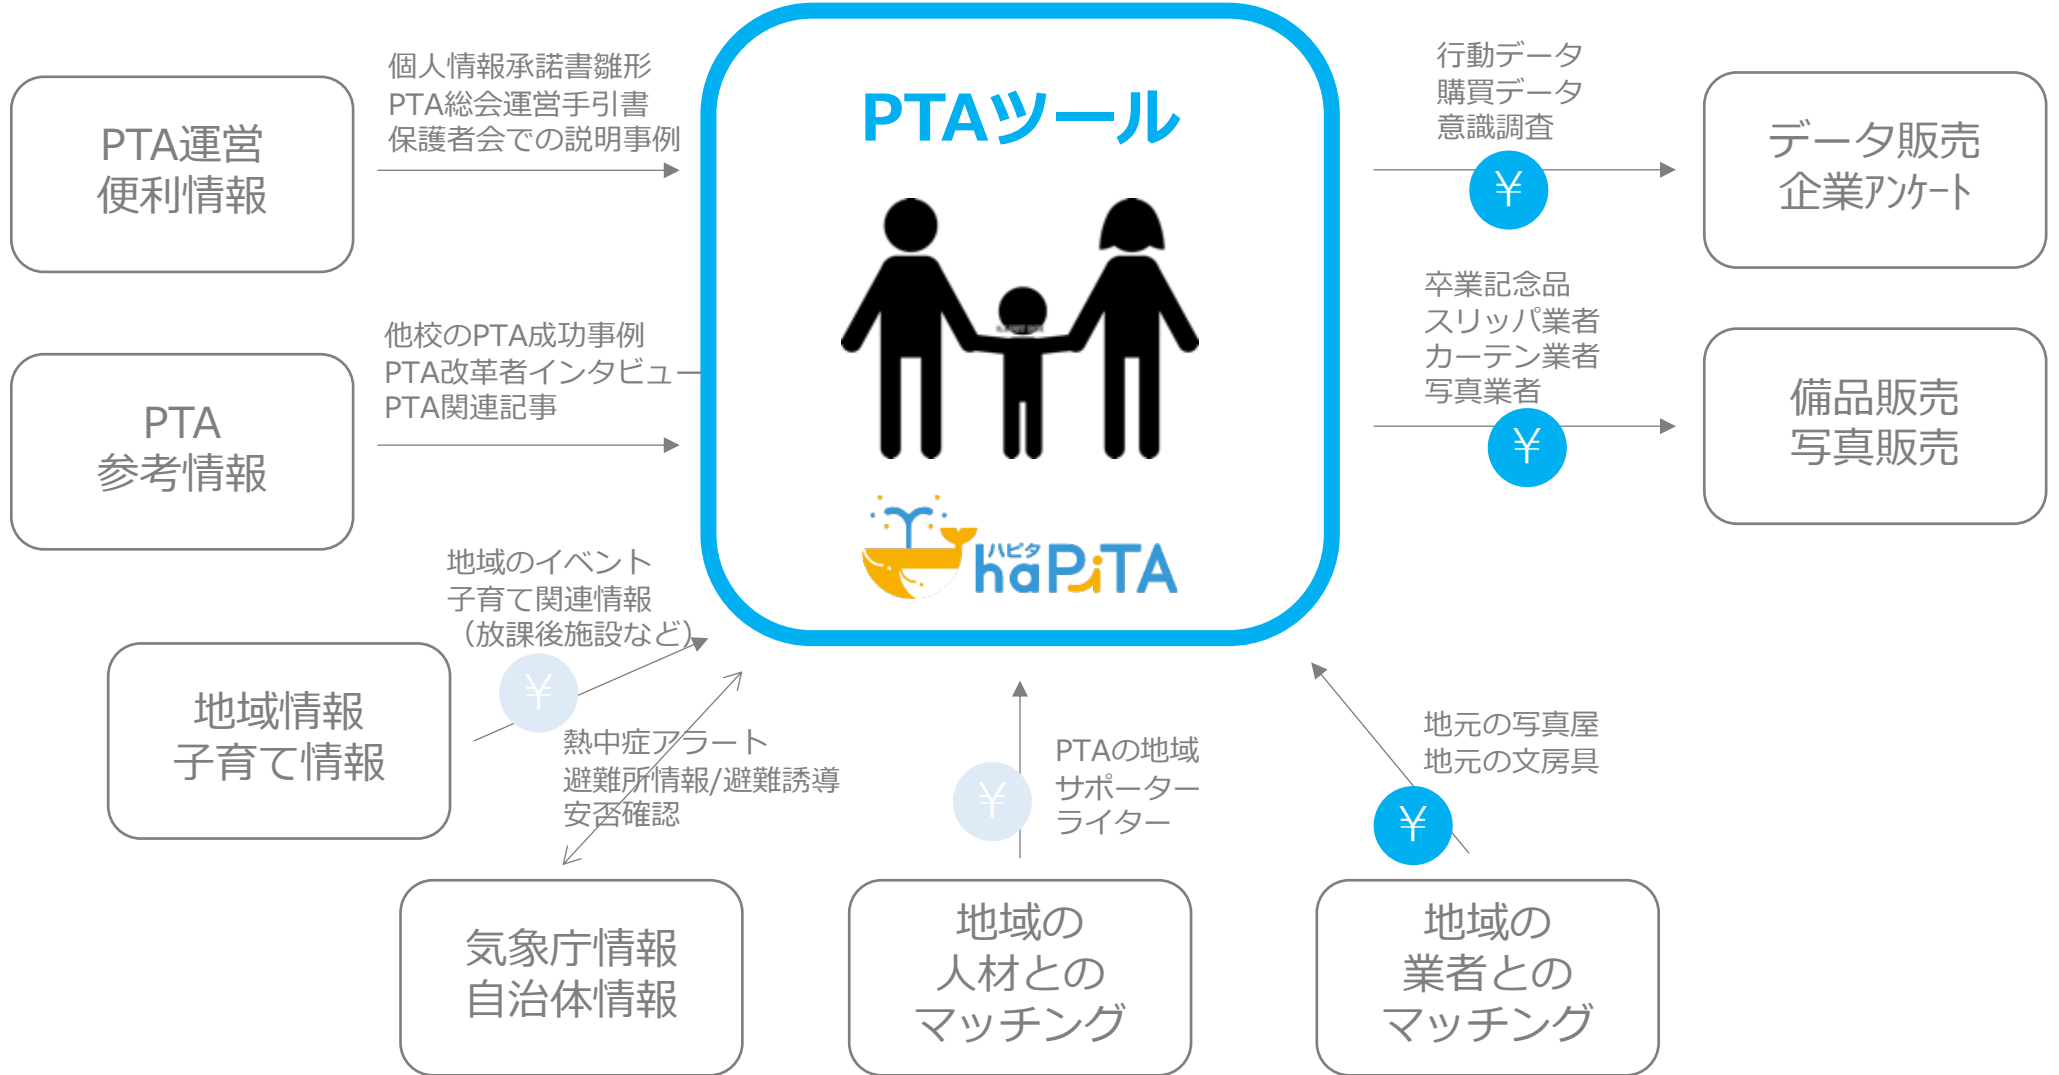 PTA運営
便利情報
個人情報承諾書雛形
PTA総会運営手引書
保護者会での説明事例
PTAツール
行動データ
購買データ
意識調査
¥
データ販売
企業ｱﾝｹｰﾄ
PTA
参考情報
他校のPTA成功事例
PTA改革者インタビュー
PTA関連記事
卒業記念品
スリッパ業者
カーテン業者
写真業者
¥
備品販売
写真販売
ハピタ
haPiTA
地域情報
子育て情報
地域のイベント
子育て関連情報
（放課後施設など）
¥
熱中症アラート
避難所情報/避難誘導
安否確認
¥
PTAの地域
サポーター
ライター
地元の写真屋
地元の文房具
¥
気象庁情報
自治体情報
地域の
人材との
マッチング
地域の
業者との
マッチング